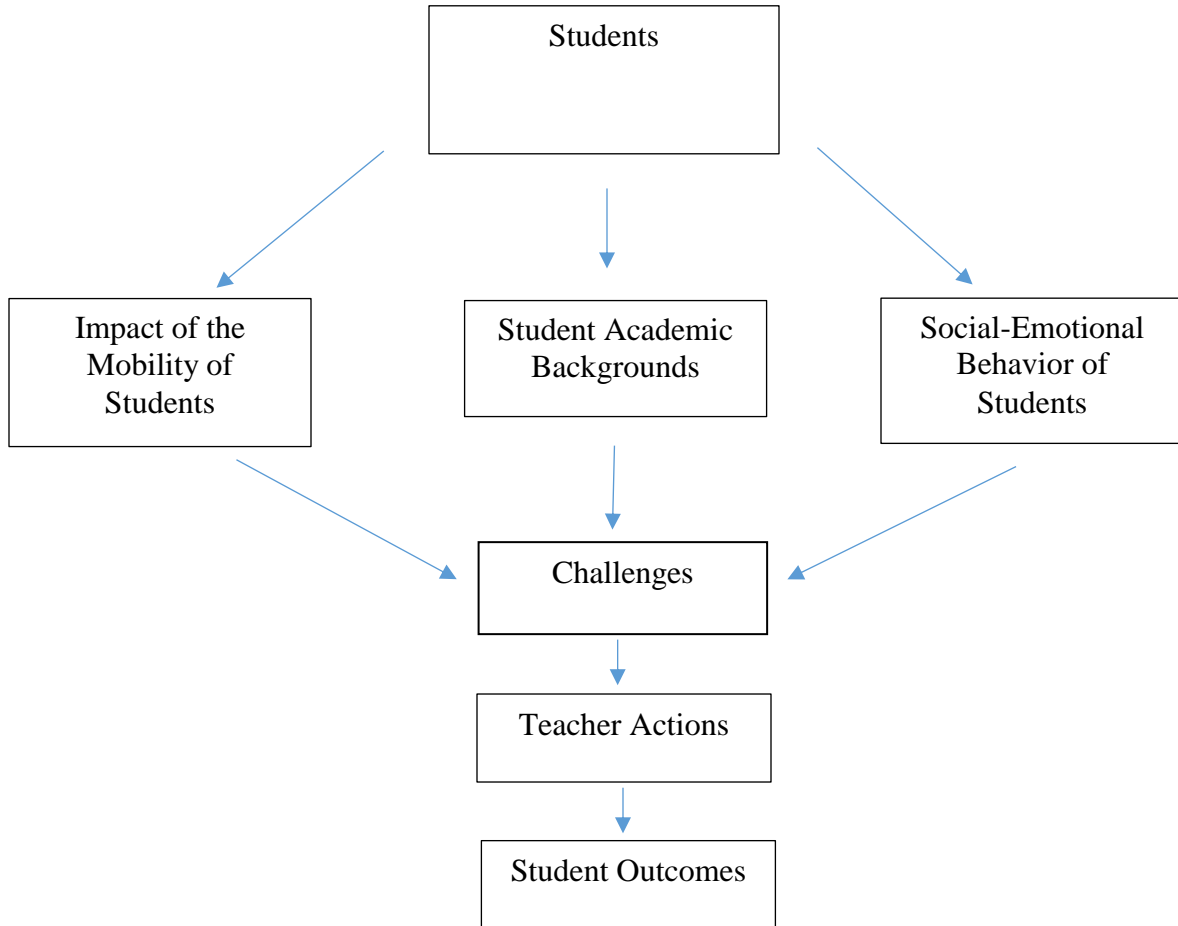 Students
Impact of the
Mobility of
Students
Student Academic
Backgrounds
Social-Emotional
Behavior of
Students
Challenges
Teacher Actions
Student Outcomes